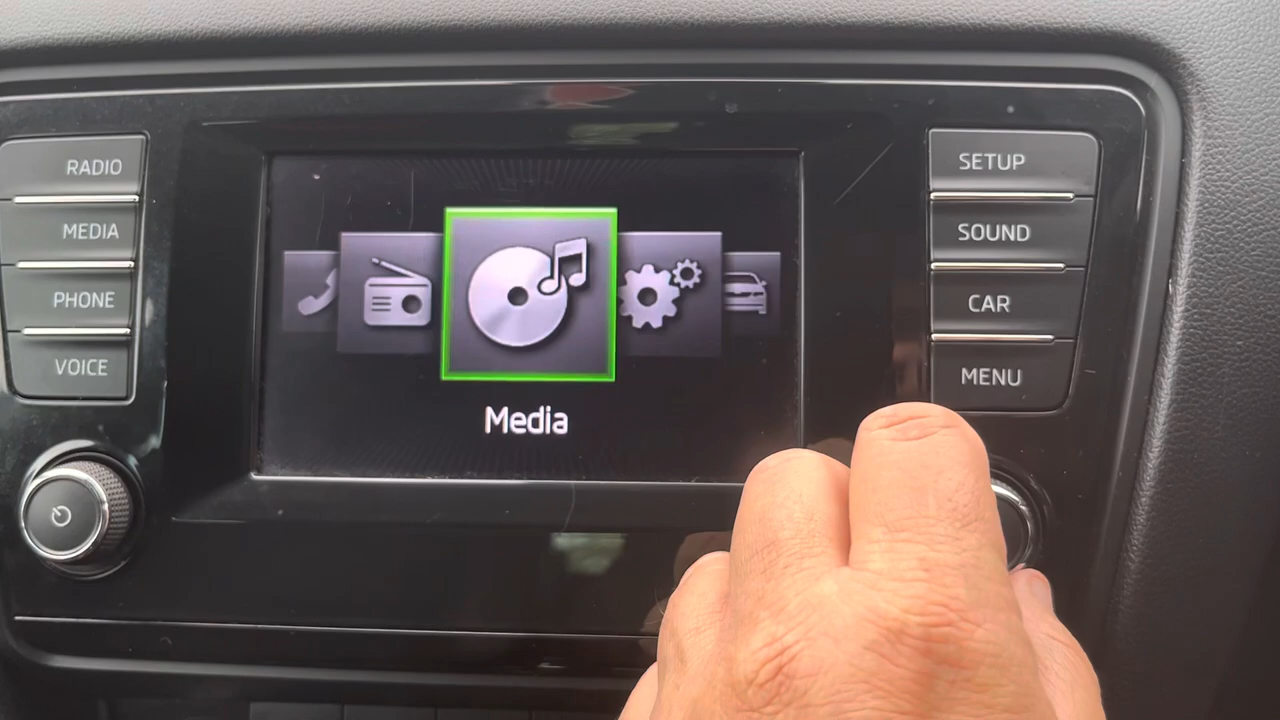 RADIO
MEDIA
PHONE
VOICE
Media
SETUP
SOUND
CAR
MENU